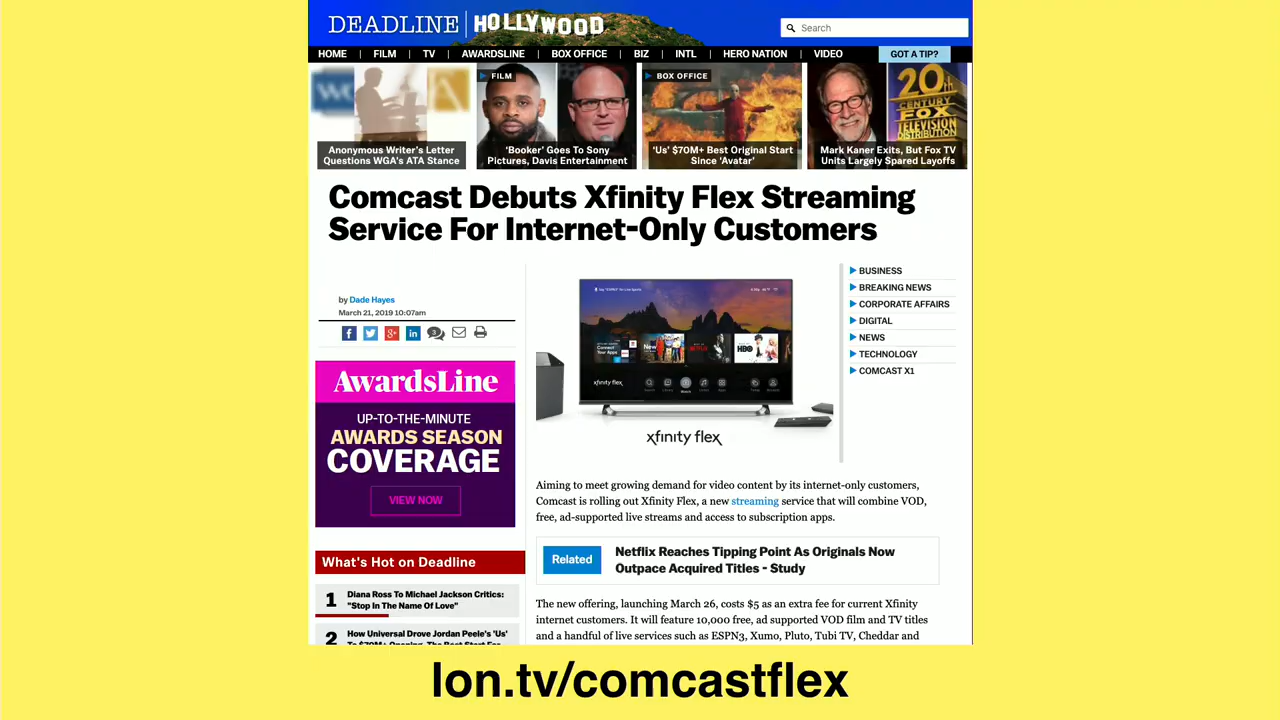 DEADLINE HOLLYWOOD
Search
HOME | FILM | TV | AWARDSLINE | BOX OFFICE | BIZ | INTL | HERO NATION | VIDEO
GOT A TIP?
Anonymous Writer's Letter
Questions WGA's ATA Stance
FILM
'Booker' Goes To Sony
Pictures, Davis Entertainment
BOX OFFICE
'Us' $70M+ Best Original Start
Since 'Avatar'
20th
CENTURY
FOX
TELEVISION
DISTRIBUTION
Mark Kaner Exits, But Fox TV
Units Largely Spared Layoffs
Comcast Debuts Xfinity Flex Streaming
Service For Internet-Only Customers
by Dade Hayes
March 21, 2019 10:07am
3
AwardsLine
UP-TO-THE-MINUTE
AWARDS SEASON
COVERAGE
VIEW NOW
What's Hot on Deadline
1
Diana Ross To Michael Jackson Critics:
"Stop In The Name Of Love"
2
How Universal Drove Jordan Peele's 'Us'
NETFLIX
HBO
xfinity flex
xfinity flex
BUSINESS
BREAKING NEWS
CORPORATE AFFAIRS
DIGITAL
NEWS
TECHNOLOGY
COMCAST X1
Aiming to meet growing demand for video content by its internet-only customers,
Comcast is rolling out Xfinity Flex, a new streaming service that will combine VOD,
free, ad-supported live streams and access to subscription apps.
Related
Netflix Reaches Tipping Point As Originals Now
Outpace Acquired Titles – Study
The new offering, launching March 26, costs $5 as an extra fee for current Xfinity
internet customers. It will feature 10,000 free, ad supported VOD film and TV titles
and a handful of live services such as ESPN3, Xumo, Pluto, Tubi TV, Cheddar and
lon.tv/comcastflex